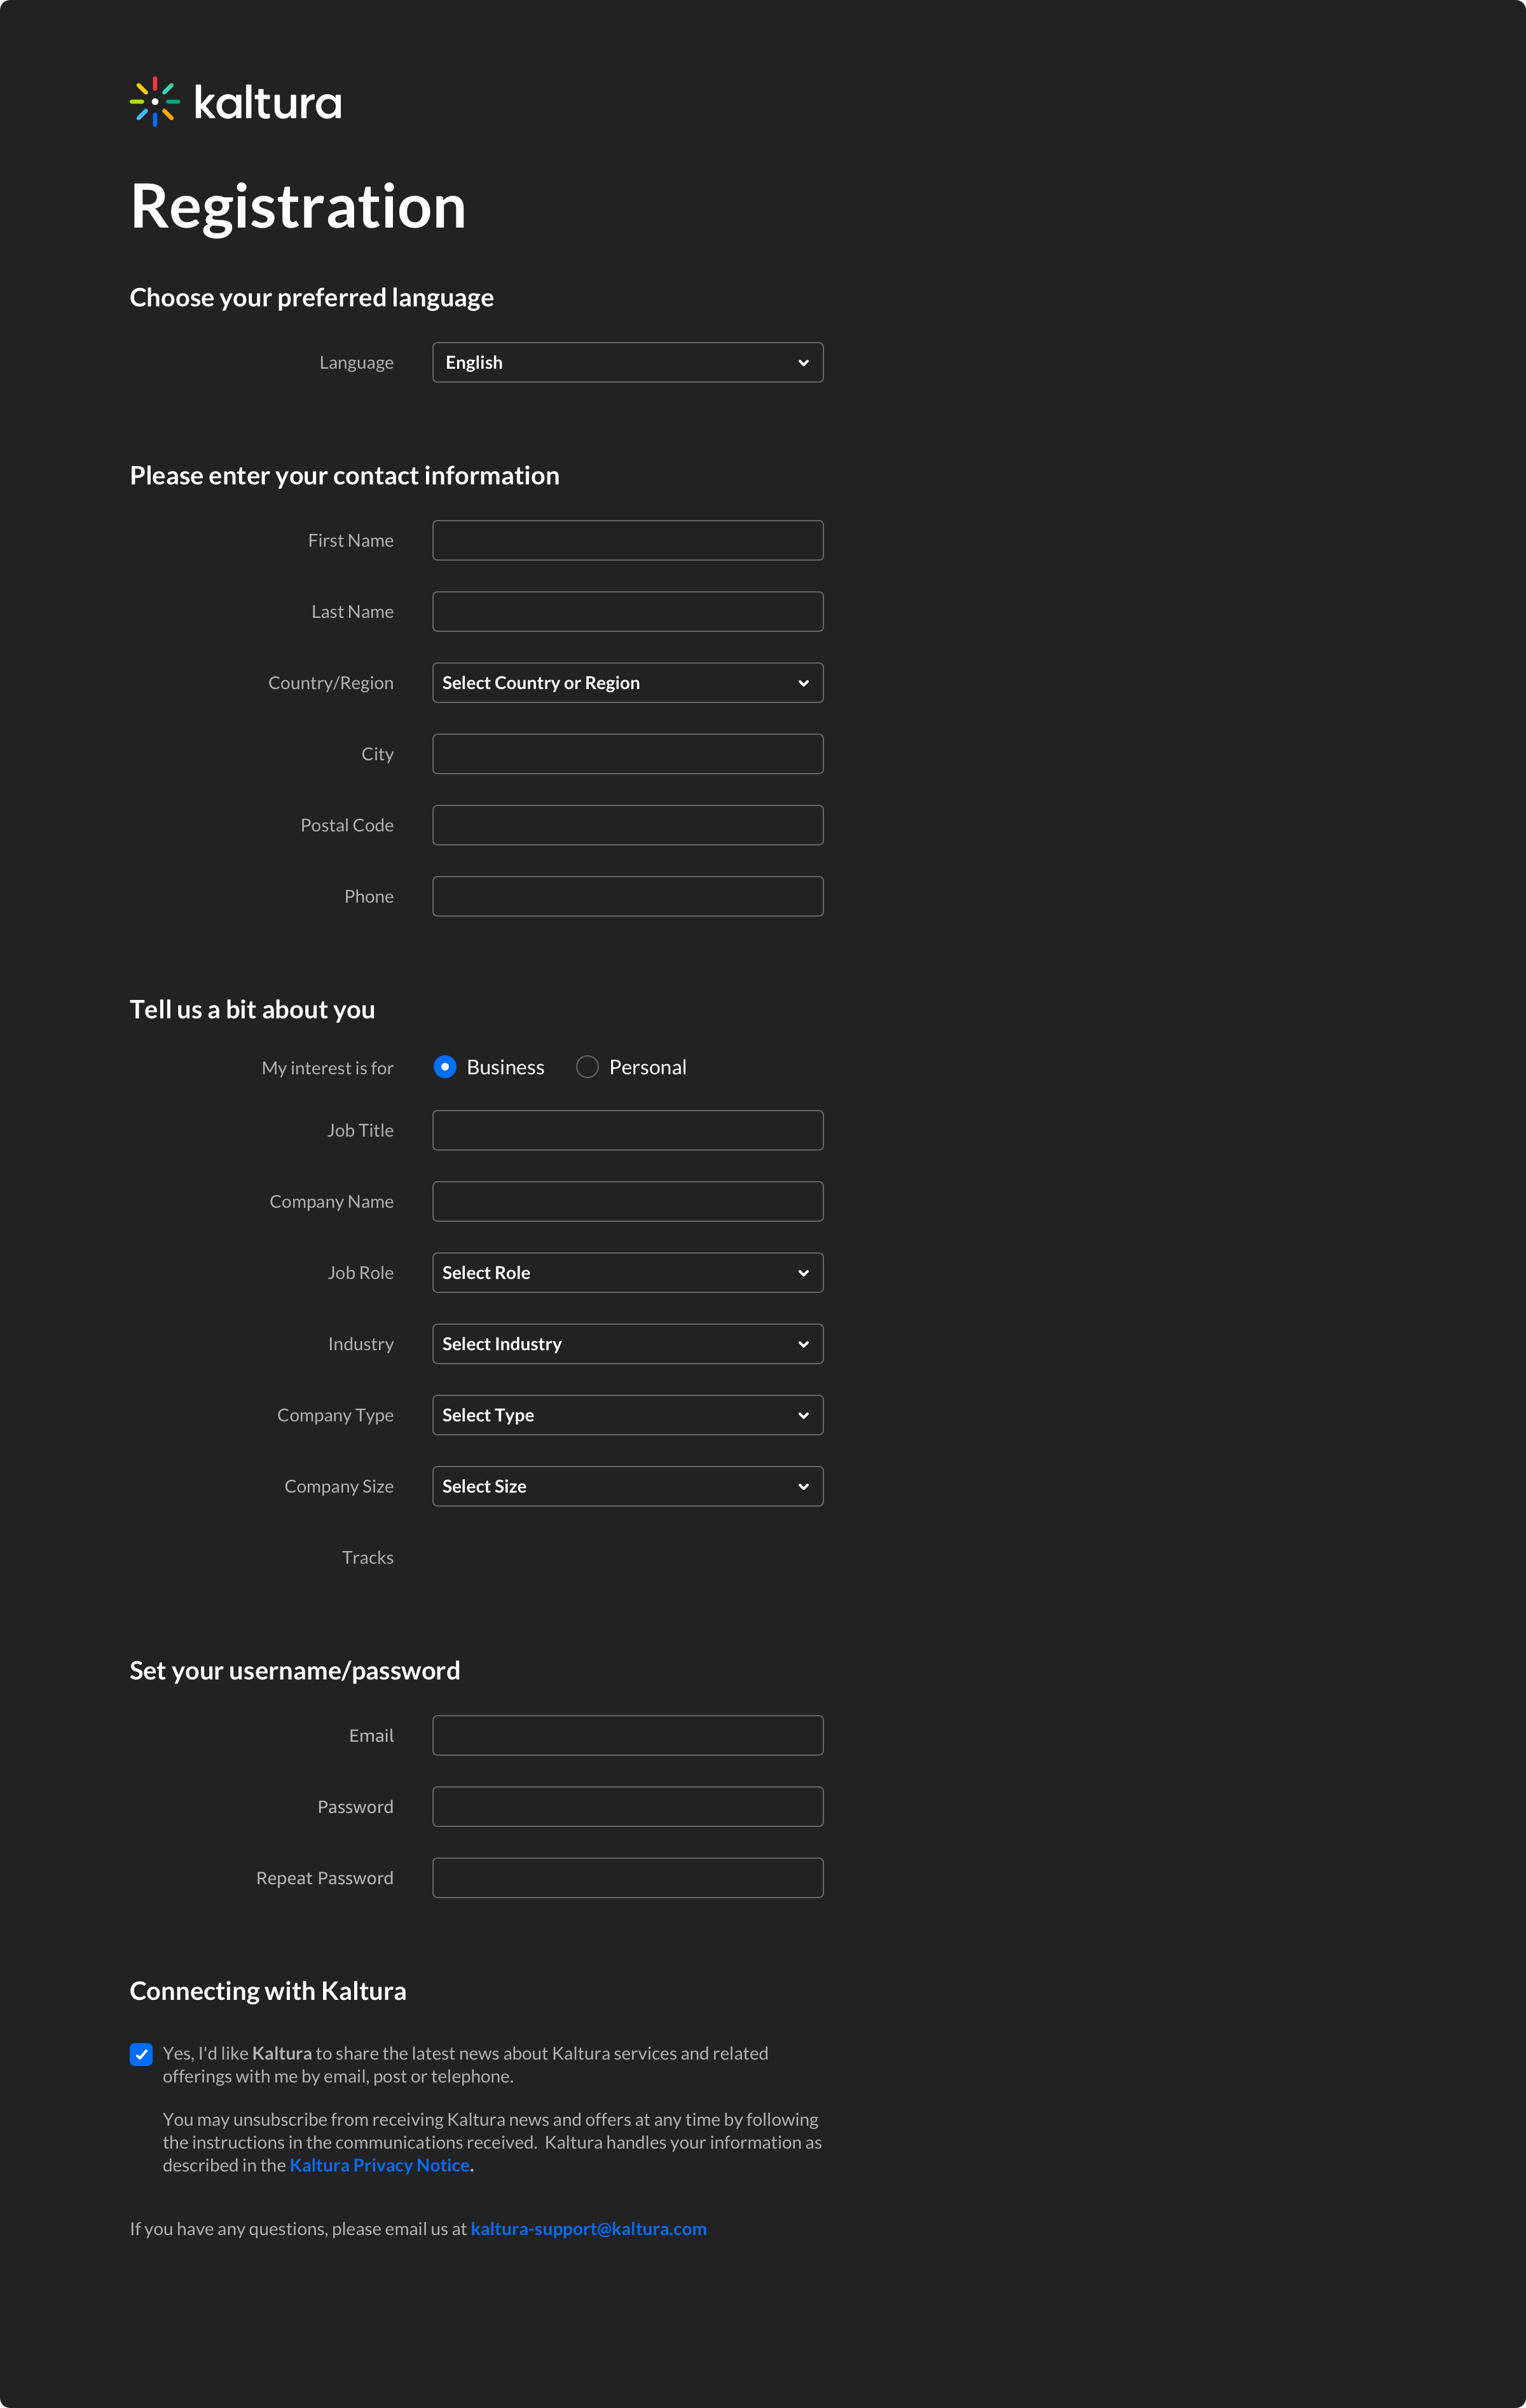 kaltura
Registration
Choose your preferred language
Language English
Please enter your contact information
First Name
Last Name
Country/Region Select Country or Region
City
Postal Code
Phone
Tell us a bit about you
My interest is for Business Personal
Job Title
Company Name
Job Role Select Role
Industry Select Industry
Company Type Select Type
Company Size Select Size
Tracks
Set your username/password
Email
Password
Repeat Password
Connecting with Kaltura
Yes, I'd like Kaltura to share the latest news about Kaltura services and related
offerings with me by email, post or telephone.
You may unsubscribe from receiving Kaltura news and offers at any time by following
the instructions in the communications received. Kaltura handles your information as
described in the Kaltura Privacy Notice.
If you have any questions, please email us at kaltura-support@kaltura.com